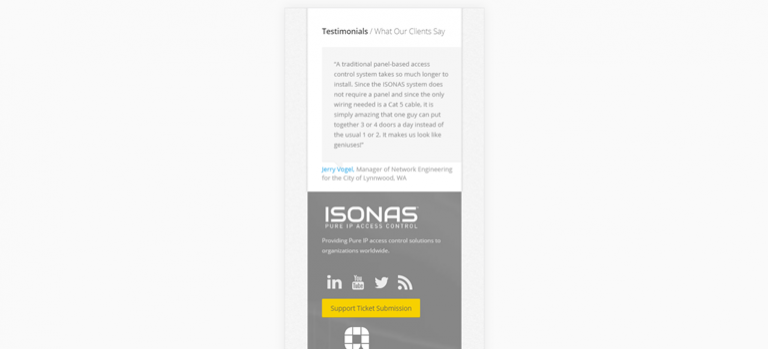 Testimonials / What Our Clients Say
"A traditional panel-based access
control system takes so much longer to
install. Since the ISONAS system does
not require a panel and since the only
wiring needed is a Cat 5 cable, it is
simply amazing that one guy can put
together 3 or 4 doors a day instead of
the usual 1 or 2. It makes us look like
geniuses!"
Jerry Vogel, Manager of Network Engineering
for the City of Lynnwood, WA
ISONAS
PURE IP ACCESS CONTROL
Providing Pure IP access control solutions to
organizations worldwide.
in You Tube
Support Ticket Submission